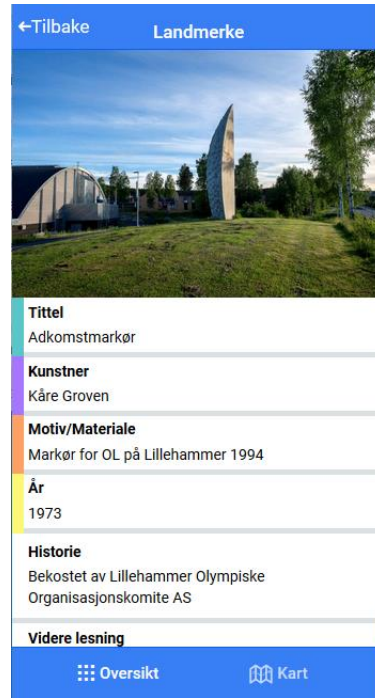 ←Tilbake
Landmerke
Tittel
Adkomstmarkør
Kunstner
Kåre Groven
Motiv/Materiale
Markør for OL på Lillehammer 1994
År
1973
Historie
Bekostet av Lillehammer Olympiske
Organisasjonskomite AS
Videre lesning
Oversikt
Kart